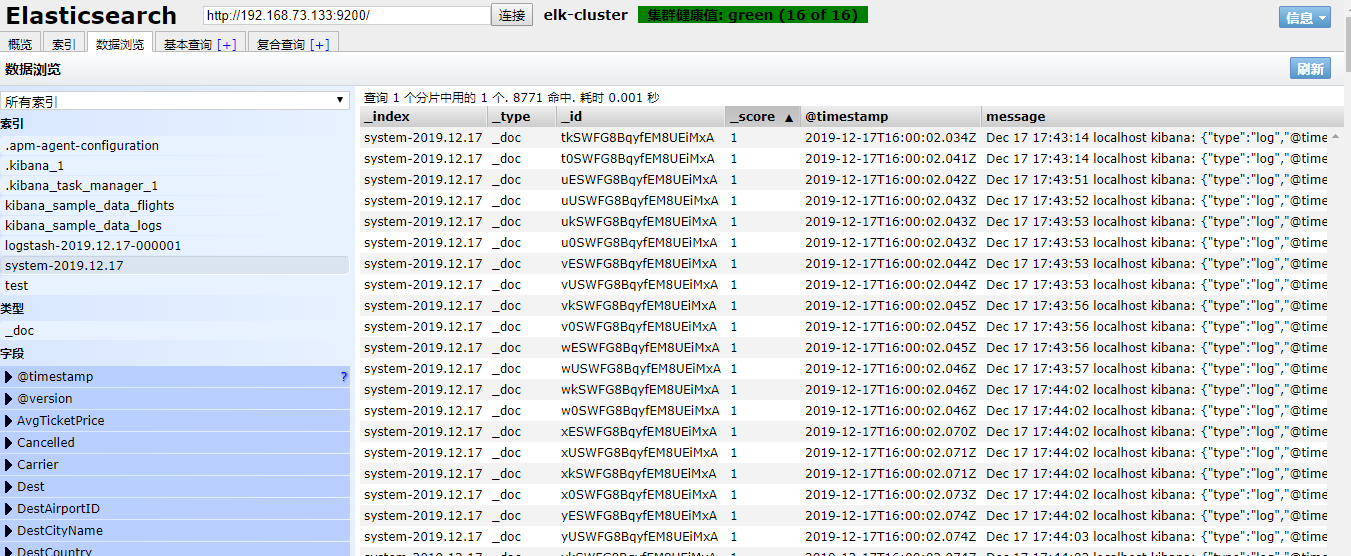 Elasticsearch http://192.168.73.133:9200/ 连接 elk-cluster 集群健康值: green (16 of 16) 信息
概览 索引 数据浏览 基本查询 [+] 复合查询 [+]
数据浏览 刷新
所有索引
索引
.apm-agent-configuration
.kibana_1
.kibana_task_manager_1
kibana_sample_data_flights
kibana_sample_data_logs
logstash-2019.12.17-000001
system-2019.12.17
test
类型
_doc
字段
@timestamp ?
@version
AvgTicketPrice
Cancelled
Carrier
Dest
DestAirportID
DestCityName
DestCountry
查询 1 个分片中用的 1 个. 8771 命中. 耗时 0.001 秒
_index _type _id _score ▲ @timestamp message
system-2019.12.17 _doc tkSWFG8BqyfEM8UEiMxA 1 2019-12-17T16:00:02.034Z Dec 17 17:43:14 localhost kibana: {"type":"log","@time
system-2019.12.17 _doc t0SWFG8BqyfEM8UEiMxA 1 2019-12-17T16:00:02.041Z Dec 17 17:43:14 localhost kibana: {"type":"log","@time
system-2019.12.17 _doc uESWFG8BqyfEM8UEiMxA 1 2019-12-17T16:00:02.042Z Dec 17 17:43:51 localhost kibana: {"type":"log","@time
system-2019.12.17 _doc uUSWFG8BqyfEM8UEiMxA 1 2019-12-17T16:00:02.043Z Dec 17 17:43:52 localhost kibana: {"type":"log","@time
system-2019.12.17 _doc ukSWFG8BqyfEM8UEiMxA 1 2019-12-17T16:00:02.043Z Dec 17 17:43:53 localhost kibana: {"type":"log","@time
system-2019.12.17 _doc u0SWFG8BqyfEM8UEiMxA 1 2019-12-17T16:00:02.043Z Dec 17 17:43:53 localhost kibana: {"type":"log","@time
system-2019.12.17 _doc vESWFG8BqyfEM8UEiMxA 1 2019-12-17T16:00:02.044Z Dec 17 17:43:53 localhost kibana: {"type":"log","@time
system-2019.12.17 _doc vUSWFG8BqyfEM8UEiMxA 1 2019-12-17T16:00:02.044Z Dec 17 17:43:53 localhost kibana: {"type":"log","@time
system-2019.12.17 _doc vkSWFG8BqyfEM8UEiMxA 1 2019-12-17T16:00:02.045Z Dec 17 17:43:56 localhost kibana: {"type":"log","@time
system-2019.12.17 _doc v0SWFG8BqyfEM8UEiMxA 1 2019-12-17T16:00:02.045Z Dec 17 17:43:56 localhost kibana: {"type":"log","@time
system-2019.12.17 _doc wESWFG8BqyfEM8UEiMxA 1 2019-12-17T16:00:02.045Z Dec 17 17:43:56 localhost kibana: {"type":"log","@time
system-2019.12.17 _doc wUSWFG8BqyfEM8UEiMxA 1 2019-12-17T16:00:02.046Z Dec 17 17:43:57 localhost kibana: {"type":"log","@time
system-2019.12.17 _doc wkSWFG8BqyfEM8UEiMxA 1 2019-12-17T16:00:02.046Z Dec 17 17:44:02 localhost kibana: {"type":"log","@time
system-2019.12.17 _doc w0SWFG8BqyfEM8UEiMxA 1 2019-12-17T16:00:02.046Z Dec 17 17:44:02 localhost kibana: {"type":"log","@time
system-2019.12.17 _doc xESWFG8BqyfEM8UEiMxA 1 2019-12-17T16:00:02.070Z Dec 17 17:44:02 localhost kibana: {"type":"log","@time
system-2019.12.17 _doc xUSWFG8BqyfEM8UEiMxA 1 2019-12-17T16:00:02.071Z Dec 17 17:44:02 localhost kibana: {"type":"log","@time
system-2019.12.17 _doc xkSWFG8BqyfEM8UEiMxA 1 2019-12-17T16:00:02.071Z Dec 17 17:44:02 localhost kibana: {"type":"log","@time
system-2019.12.17 _doc x0SWFG8BqyfEM8UEiMxA 1 2019-12-17T16:00:02.073Z Dec 17 17:44:02 localhost kibana: {"type":"log","@time
system-2019.12.17 _doc yESWFG8BqyfEM8UEiMxA 1 2019-12-17T16:00:02.074Z Dec 17 17:44:02 localhost kibana: {"type":"log","@time
system-2019.12.17 _doc yUSWFG8BqyfEM8UEiMxA 1 2019-12-17T16:00:02.074Z Dec 17 17:44:03 localhost kibana: {"type":"log","@time